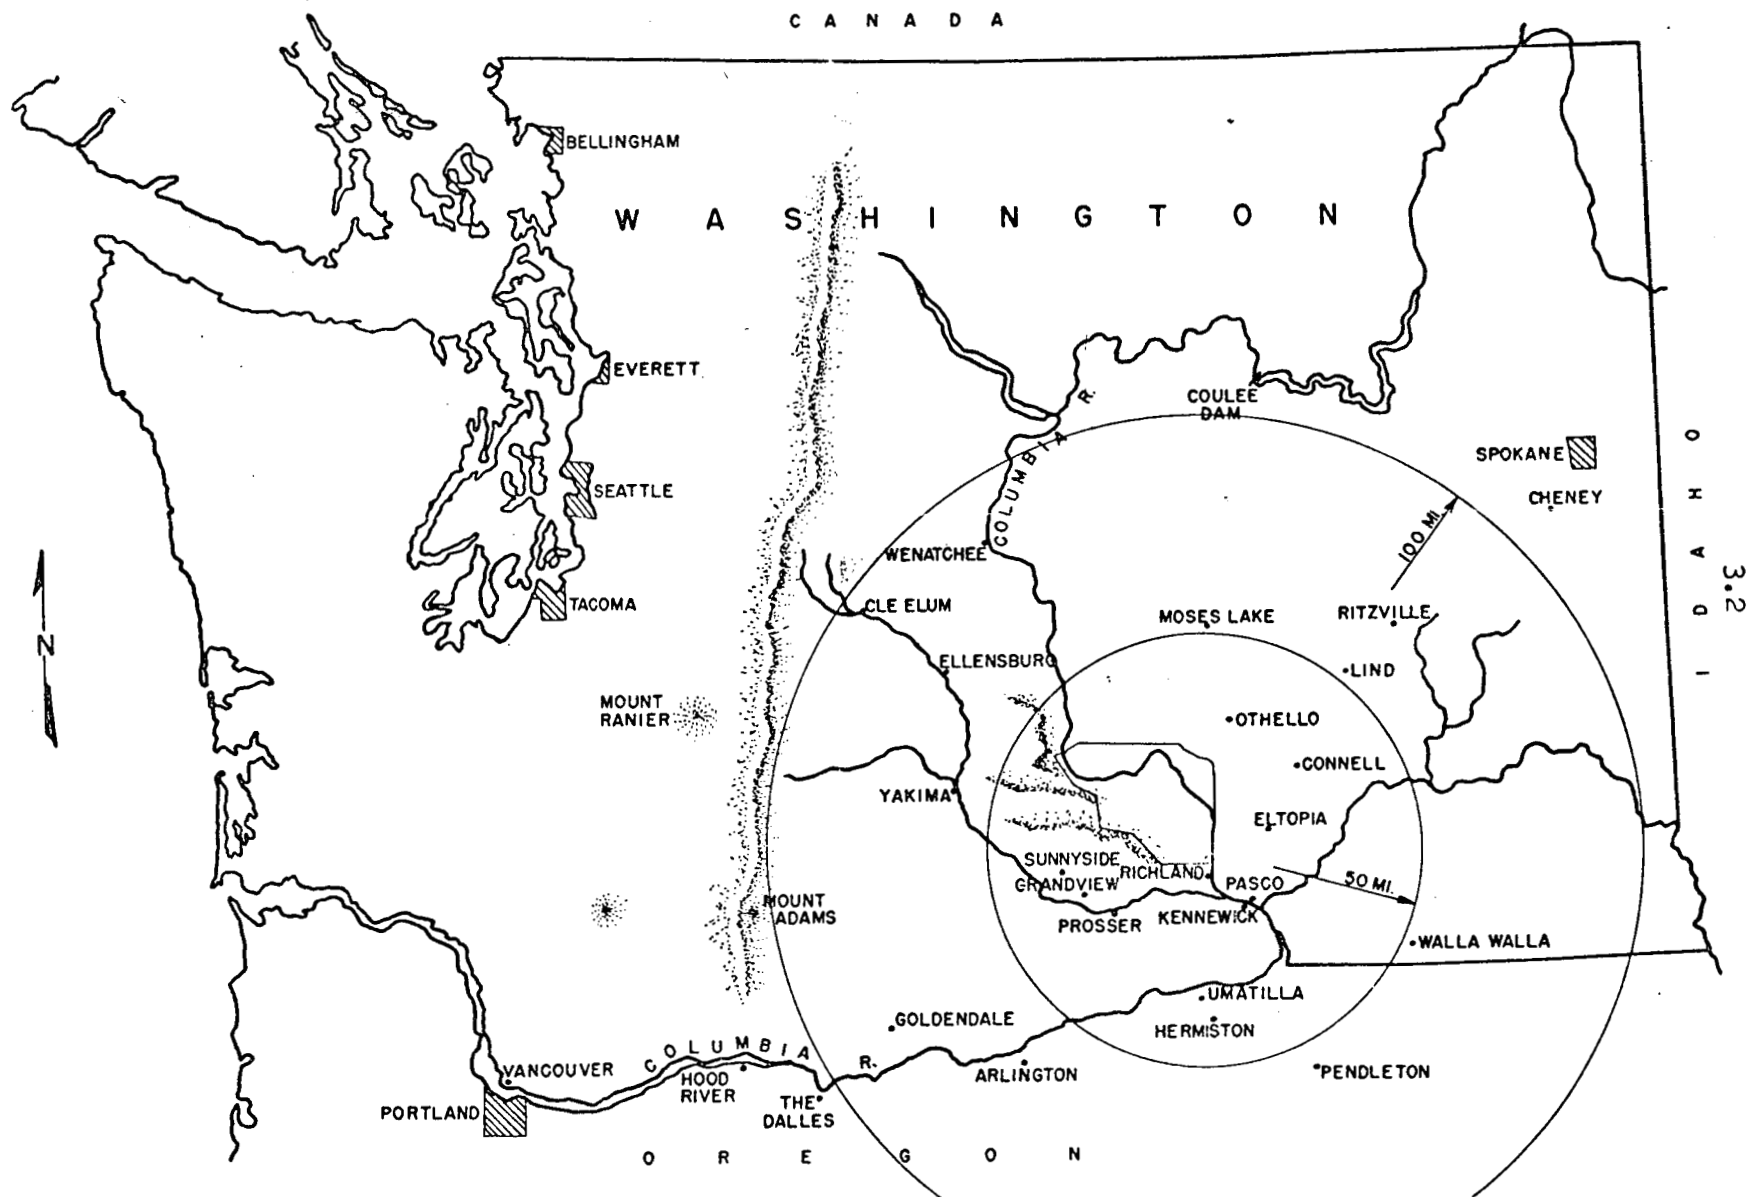 CANADA
BELLINGHAM
WASHINGTON
EVERETT
COULEE
DAM
COLUMBIA R.
SPOKANE
CHENEY
IDAHO
SEATTLE
100 MI.
WENATCHEE
3.2
TACOMA
CLE ELUM
MOSES LAKE
RITZVILLE
N
ELLENSBURG
LIND
MOUNT
RANIER
OTHELLO
CONNELL
YAKIMA
ELTOPIA
SUNNYSIDE
GRANDVIEW
RICHLAND
PASCO
50 MI.
MOUNT
ADAMS
PROSSER
KENNEWICK
WALLA WALLA
UMATILLA
GOLDENDALE
HERMISTON
COLUMBIA R.
VANCOUVER
HOOD
RIVER
ARLINGTON
PENDLETON
PORTLAND
THE
DALLES
OREGON